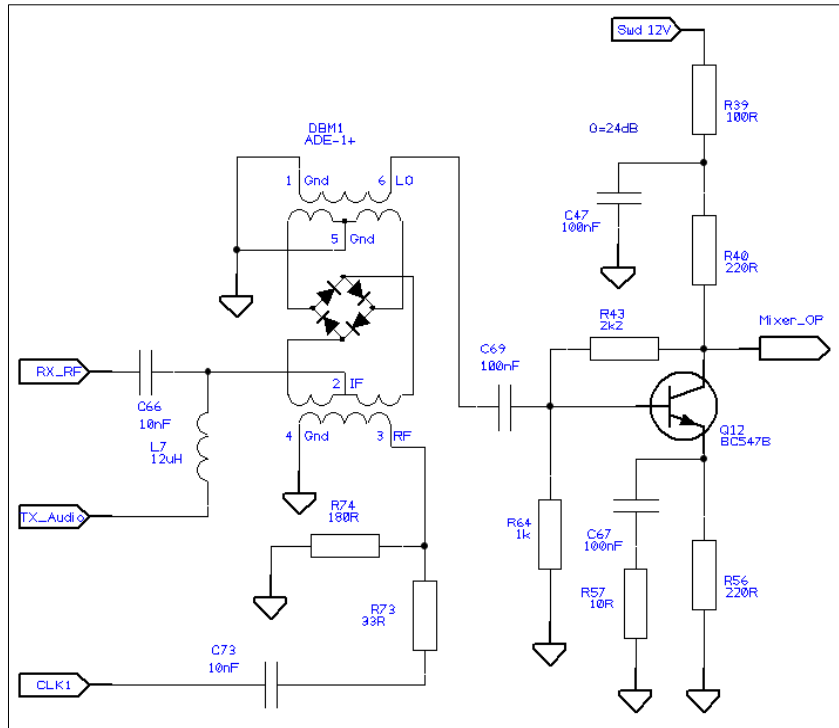 Swd 12V
R39
100R
G=24dB
DBM1
ADE-1+
1 Gnd 6 LO
C47
100nF
5 Gnd
R40
220R
R43
2k2
Mixer_OP
RX_RF
C69
100nF
2 IF
C66
10nF
4 Gnd 3 RF
Q12
BC547B
L7
12uH
TX_Audio
R74
180R
R64
1k
C67
100nF
R57
10R
R56
220R
R73
33R
C73
10nF
CLK1